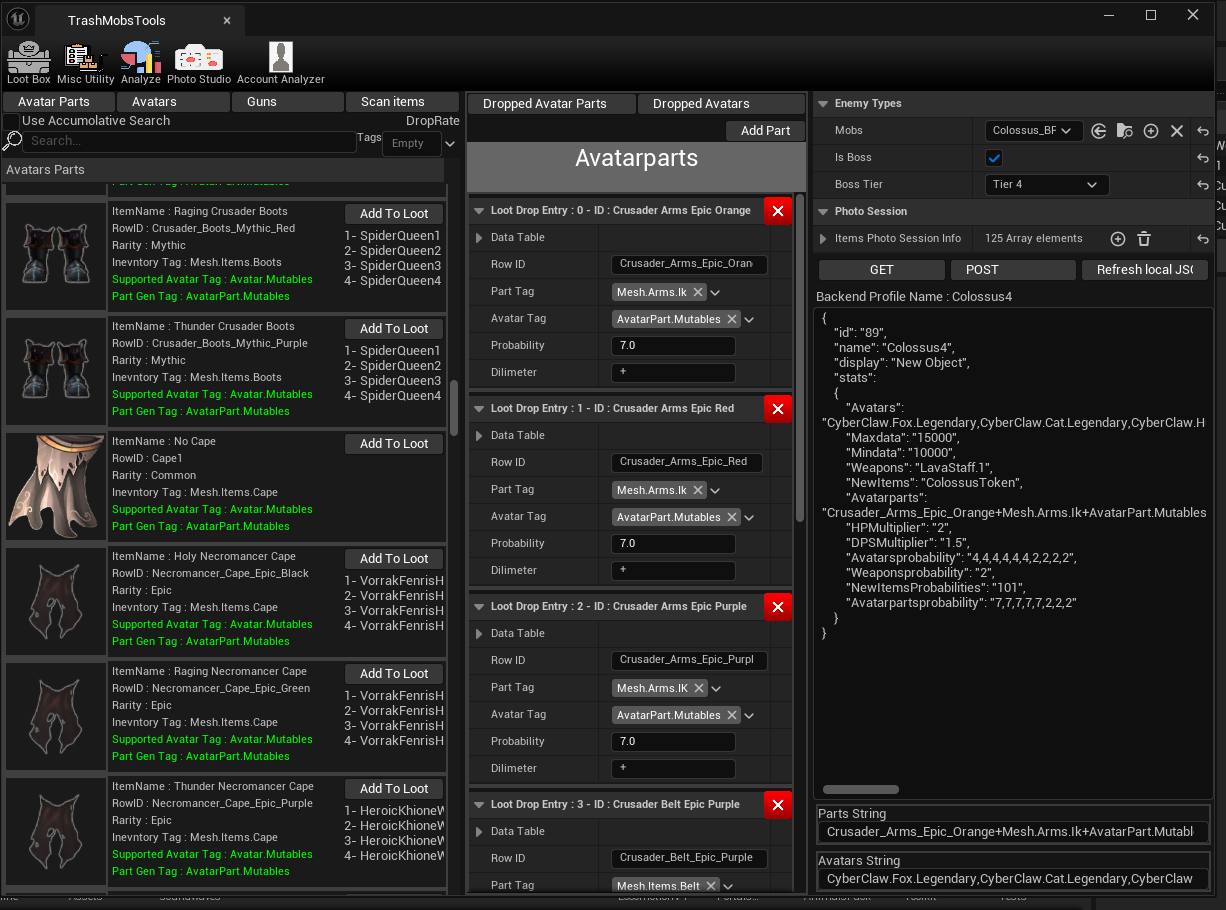 TrashMobsTools
Loot Box
Misc Utility
Analyze
Photo Studio
Account Analyzer
Avatar Parts
Avatars
Guns
Scan items
Use Accumolative Search
DropRate
Search...
Tags
Empty
Avatars Parts
ItemName : Raging Crusader Boots
RowID : Crusader_Boots_Mythic_Red
Rarity : Mythic
Inevntory Tag : Mesh.Items.Boots
Supported Avatar Tag : Avatar.Mutables
Part Gen Tag : AvatarPart.Mutables
Add To Loot
1- SpiderQueen1
2- SpiderQueen2
3- SpiderQueen3
4- SpiderQueen4
ItemName : Thunder Crusader Boots
RowID : Crusader_Boots_Mythic_Purple
Rarity : Mythic
Inevntory Tag : Mesh.Items.Boots
Supported Avatar Tag : Avatar.Mutables
Part Gen Tag : AvatarPart.Mutables
Add To Loot
1- SpiderQueen1
2- SpiderQueen2
3- SpiderQueen3
4- SpiderQueen4
ItemName : No Cape
RowID : Cape1
Rarity : Common
Inevntory Tag : Mesh.Items.Cape
Supported Avatar Tag : Avatar.Mutables
Part Gen Tag : AvatarPart.Mutables
Add To Loot
ItemName : Holy Necromancer Cape
RowID : Necromancer_Cape_Epic_Black
Rarity : Epic
Inevntory Tag : Mesh.Items.Cape
Supported Avatar Tag : Avatar.Mutables
Part Gen Tag : AvatarPart.Mutables
Add To Loot
1- VorrakFenrisH
2- VorrakFenrisH
3- VorrakFenrisH
4- VorrakFenrisH
ItemName : Raging Necromancer Cape
RowID : Necromancer_Cape_Epic_Green
Rarity : Epic
Inevntory Tag : Mesh.Items.Cape
Supported Avatar Tag : Avatar.Mutables
Part Gen Tag : AvatarPart.Mutables
Add To Loot
1- VorrakFenrisH
2- VorrakFenrisH
3- VorrakFenrisH
4- VorrakFenrisH
ItemName : Thunder Necromancer Cape
RowID : Necromancer_Cape_Epic_Purple
Rarity : Epic
Inevntory Tag : Mesh.Items.Cape
Supported Avatar Tag : Avatar.Mutables
Part Gen Tag : AvatarPart.Mutables
Add To Loot
1- HeroicKhioneW
2- HeroicKhioneW
3- HeroicKhioneW
4- HeroicKhioneW
Dropped Avatar Parts
Dropped Avatars
Add Part
Avatarparts
Loot Drop Entry : 0 - ID : Crusader Arms Epic Orange
Data Table
Row ID
Crusader_Arms_Epic_Oran
Part Tag
Mesh.Arms.Ik
Avatar Tag
AvatarPart.Mutables
Probability
7.0
Dilimeter
+
Loot Drop Entry : 1 - ID : Crusader Arms Epic Red
Data Table
Row ID
Crusader_Arms_Epic_Red
Part Tag
Mesh.Arms.Ik
Avatar Tag
AvatarPart.Mutables
Probability
7.0
Dilimeter
+
Loot Drop Entry : 2 - ID : Crusader Arms Epic Purple
Data Table
Row ID
Crusader_Arms_Epic_Purpl
Part Tag
Mesh.Arms.IK
Avatar Tag
AvatarPart.Mutables
Probability
7.0
Dilimeter
+
Loot Drop Entry : 3 - ID : Crusader Belt Epic Purple
Data Table
Row ID
Crusader_Belt_Epic_Purple
Part Tag
Mesh.Items.Belt
Enemy Types
Mobs
Colossus_BF
Is Boss
Boss Tier
Tier 4
Photo Session
Items Photo Session Info
125 Array elements
GET
POST
Refresh local JSO
Backend Profile Name : Colossus4
{
"id": "89",
"name": "Colossus4",
"display": "New Object",
"stats":
{
"Avatars":
"CyberClaw.Fox.Legendary,CyberClaw.Cat.Legendary,CyberClaw.H
"Maxdata": "15000",
"Mindata": "10000",
"Weapons": "LavaStaff.1",
"NewItems": "ColossusToken",
"Avatarparts":
"Crusader_Arms_Epic_Orange+Mesh.Arms.Ik+AvatarPart.Mutables
"HPMultiplier": "2",
"DPSMultiplier": "1.5",
"Avatarsprobability": "4,4,4,4,4,4,2,2,2,2",
"Weaponsprobability": "2",
"NewItemsProbabilities": "101",
"Avatarpartsprobability": "7,7,7,7,7,2,2,2"
}
}
Parts String
Crusader_Arms_Epic_Orange+Mesh.Arms.Ik+AvatarPart.Mutabl
Avatars String
CyberClaw.Fox.Legendary,CyberClaw.Cat.Legendary,CyberClaw